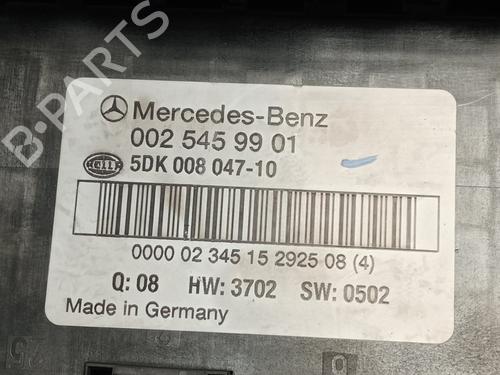 B-PARTS
Mercedes-Benz
002 545 99 01
HELLA 5DK 008 047-10
0000 02 345 15 2925 08 (4)
Q: 08 HW: 3702 SW: 0502
Made in Germany